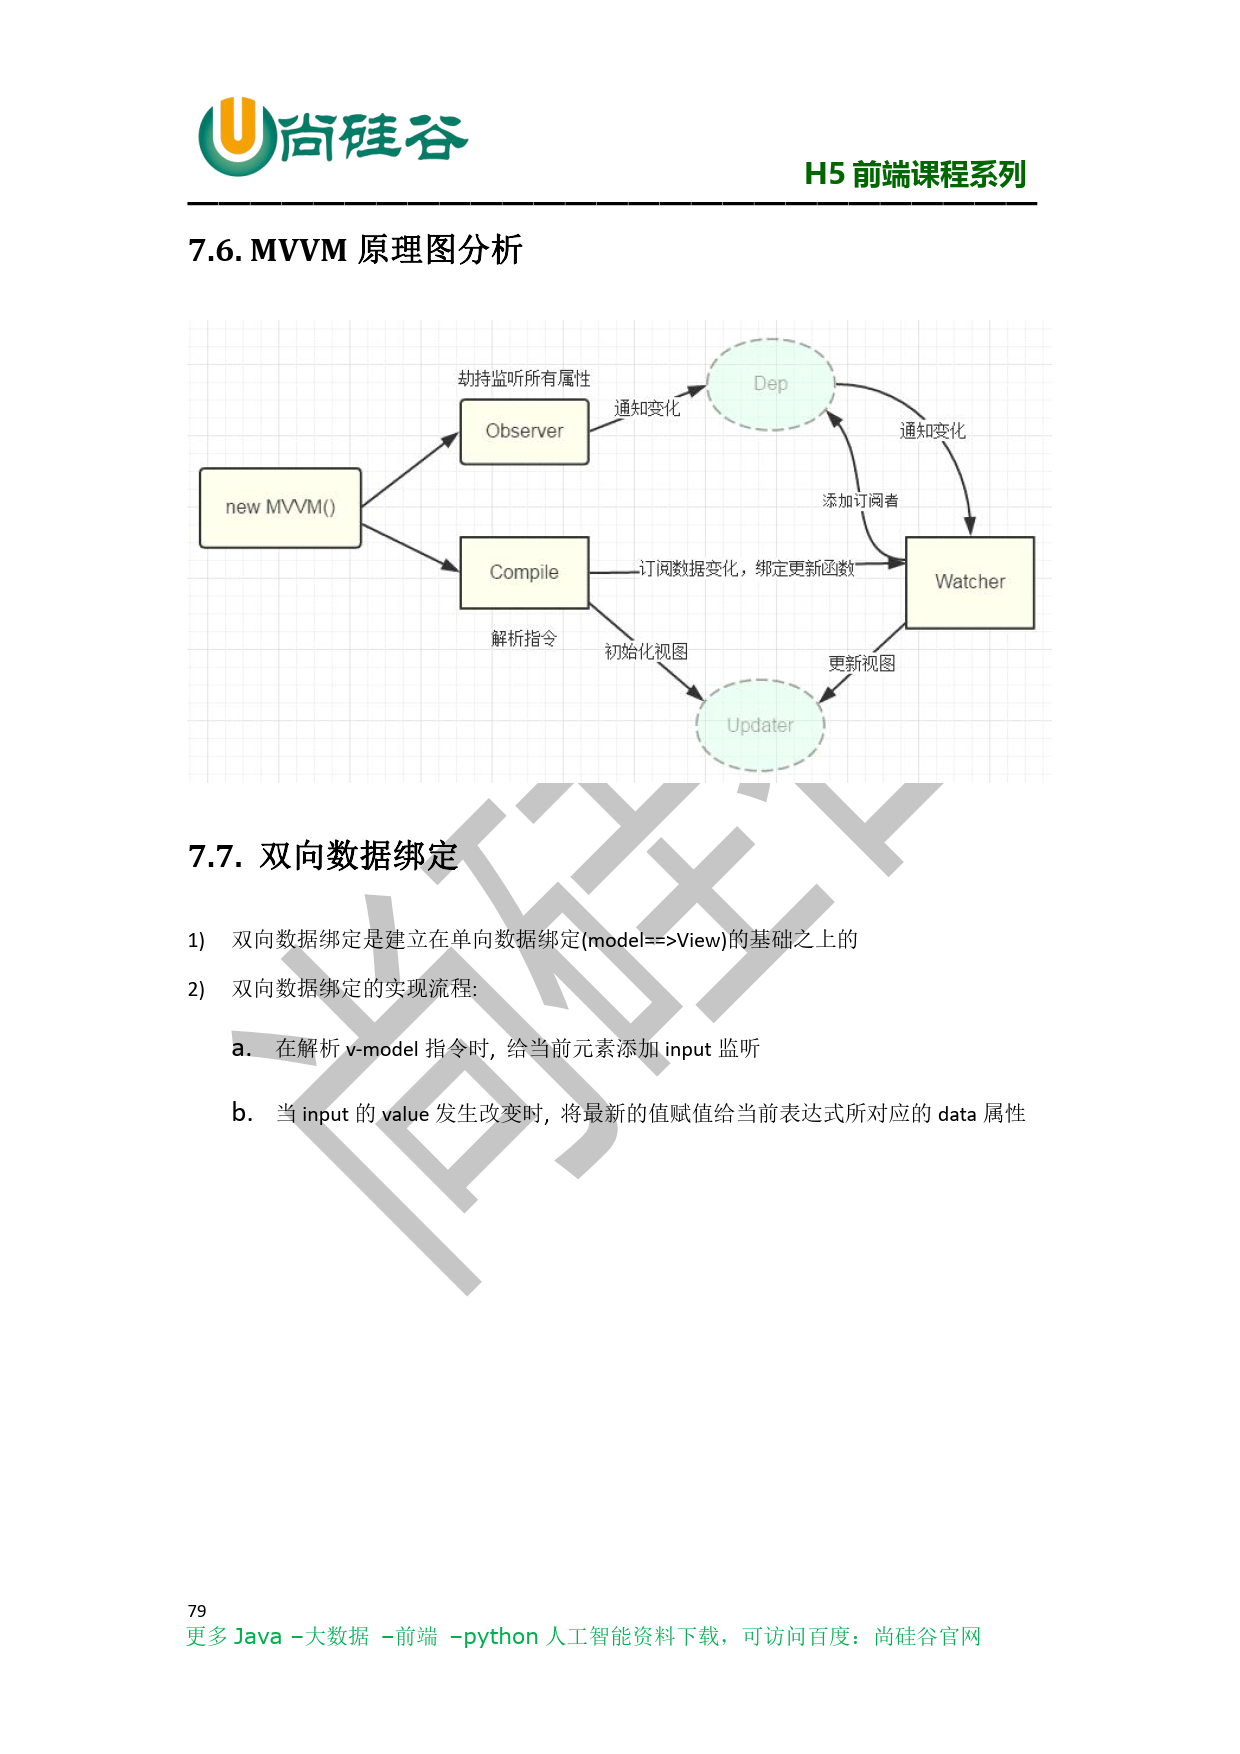 尚硅谷
H5 前端课程系列
7.6. MVVM 原理图分析
劫持监听所有属性
Dep
通知变化
Observer
通知变化
new MVVM()
添加订阅者
Compile
订阅数据变化，绑定更新函数
Watcher
解析指令
初始化视图
更新视图
Updater
7.7. 双向数据绑定
1) 双向数据绑定是建立在单向数据绑定(model==>View)的基础之上的
2) 双向数据绑定的实现流程:
a. 在解析 v-model 指令时, 给当前元素添加 input 监听
b. 当 input 的 value 发生改变时, 将最新的值赋值给当前表达式所对应的 data 属性
79
更多 Java –大数据 –前端 –python 人工智能资料下载，可访问百度：尚硅谷官网